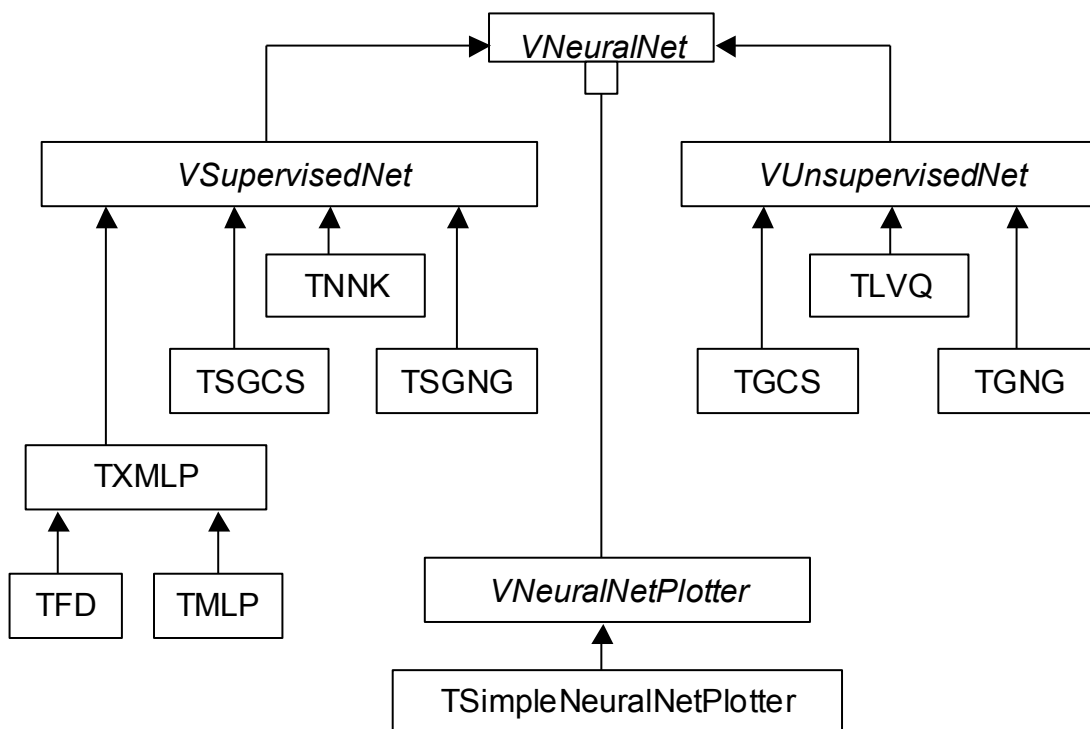 VNeuralNet
VSupervisedNet
VUnsupervisedNet
TNNK
TLVQ
TSGCS
TSGNG
TGCS
TGNG
TXMLP
TFD
TMLP
VNeuralNetPlotter
TSimpleNeuralNetPlotter